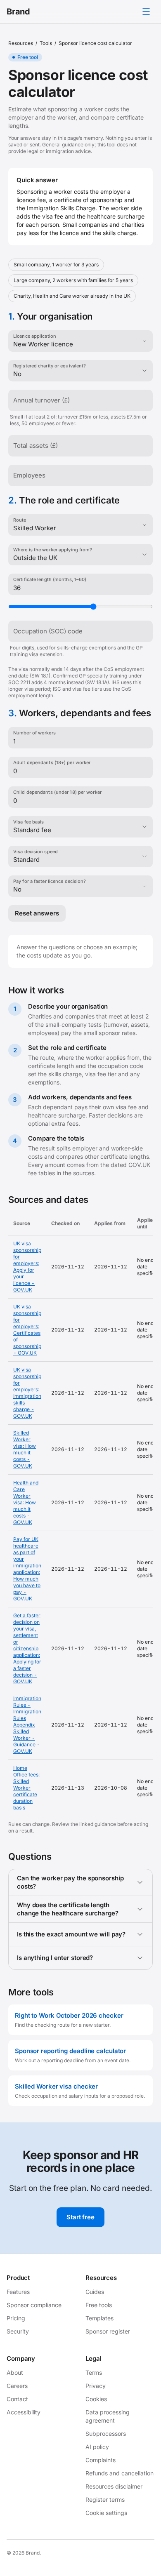 Brand
Resources / Tools / Sponsor licence cost calculator
Free tool
Sponsor licence cost
calculator
Estimate what sponsoring a worker costs the
employer and the worker, and compare certificate
lengths.
Your answers stay in this page's memory. Nothing you enter is
saved or sent. General guidance only; this tool does not
provide legal or immigration advice.
Quick answer
Sponsoring a worker costs the employer a
licence fee, a certificate of sponsorship and
the Immigration Skills Charge. The worker side
adds the visa fee and the healthcare surcharge
for each person. Small companies and charities
pay less for the licence and the skills charge.
Small company, 1 worker for 3 years
Large company, 2 workers with families for 5 years
Charity, Health and Care worker already in the UK
1. Your organisation
Licence application
New Worker licence
Registered charity or equivalent?
No
Annual turnover (£)
Small if at least 2 of: turnover £15m or less, assets £7.5m or
less, 50 employees or fewer.
Total assets (£)
Employees
2. The role and certificate
Route
Skilled Worker
Where is the worker applying from?
Outside the UK
Certificate length (months, 1–60)
36
Occupation (SOC) code
Four digits, used for skills-charge exemptions and the GP
training visa extension.
The visa normally ends 14 days after the CoS employment
end date (SW 18.1). Confirmed GP specialty training under
SOC 2211 adds 4 months instead (SW 18.1A). IHS uses this
longer visa period; ISC and visa fee tiers use the CoS
employment length.
3. Workers, dependants and fees
Number of workers
1
Adult dependants (18+) per worker
0
Child dependants (under 18) per worker
0
Visa fee basis
Standard fee
Visa decision speed
Standard
Pay for a faster licence decision?
No
Reset answers
Answer the questions or choose an example;
the costs update as you go.
How it works
1
Describe your organisation
Charities and companies that meet at least 2
of the small-company tests (turnover, assets,
employees) pay the small sponsor rates.
2
Set the role and certificate
The route, where the worker applies from, the
certificate length and the occupation code
set the skills charge, visa fee tier and any
exemptions.
3
Add workers, dependants and fees
Each dependant pays their own visa fee and
healthcare surcharge. Faster decisions are
optional extra fees.
4
Compare the totals
The result splits employer and worker-side
costs and compares other certificate lengths.
Every amount comes from the dated GOV.UK
fee tables in the toolbox.
Sources and dates
Source Checked on Applies from Applies
until
UK visa
sponsorship
for
employers:
Apply for
your
licence -
GOV.UK
2026-11-12 2026-11-12
UK visa
sponsorship
for
employers:
Certificates
of
sponsorship
- GOV.UK
2026-11-12 2026-11-12
UK visa
sponsorship
for
employers:
Immigration
skills
charge -
GOV.UK
2026-11-12 2026-11-12
Skilled
Worker
visa: How
much it
costs -
GOV.UK
2026-11-12 2026-11-12
Health and
Care
Worker
visa: How
much it
costs -
GOV.UK
2026-11-12 2026-11-12
Pay for UK
healthcare
as part of
your
immigration
application:
How much
you have to
pay -
GOV.UK
2026-11-12 2026-11-12
Get a faster
decision on
your visa,
settlement
or
citizenship
application:
Applying for
a faster
decision -
GOV.UK
2026-11-12 2026-11-12
Immigration
Rules -
Immigration
Rules
Appendix
Skilled
Worker -
Guidance -
GOV.UK
2026-11-12 2026-11-12
Home
Office fees:
Skilled
Worker
certificate
duration
basis
2026-11-13 2026-10-08
Rules can change. Review the linked guidance before acting
on a result.
Questions
Can the worker pay the sponsorship
costs?
Why does the certificate length
change the healthcare surcharge?
Is this the exact amount we will pay?
Is anything I enter stored?
More tools
Right to Work October 2026 checker
Find the checking route for a new starter.
Sponsor reporting deadline calculator
Work out a reporting deadline from an event date.
Skilled Worker visa checker
Check occupation and salary inputs for a proposed role.
Keep sponsor and HR
records in one place
Start on the free plan. No card needed.
Start free
Product
Features
Sponsor compliance
Pricing
Security
Resources
Guides
Free tools
Templates
Sponsor register
Company
About
Careers
Contact
Accessibility
Legal
Terms
Privacy
Cookies
Data processing
agreement
Subprocessors
AI policy
Complaints
Refunds and cancellation
Resources disclaimer
Register terms
Cookie settings
© 2026 Brand.